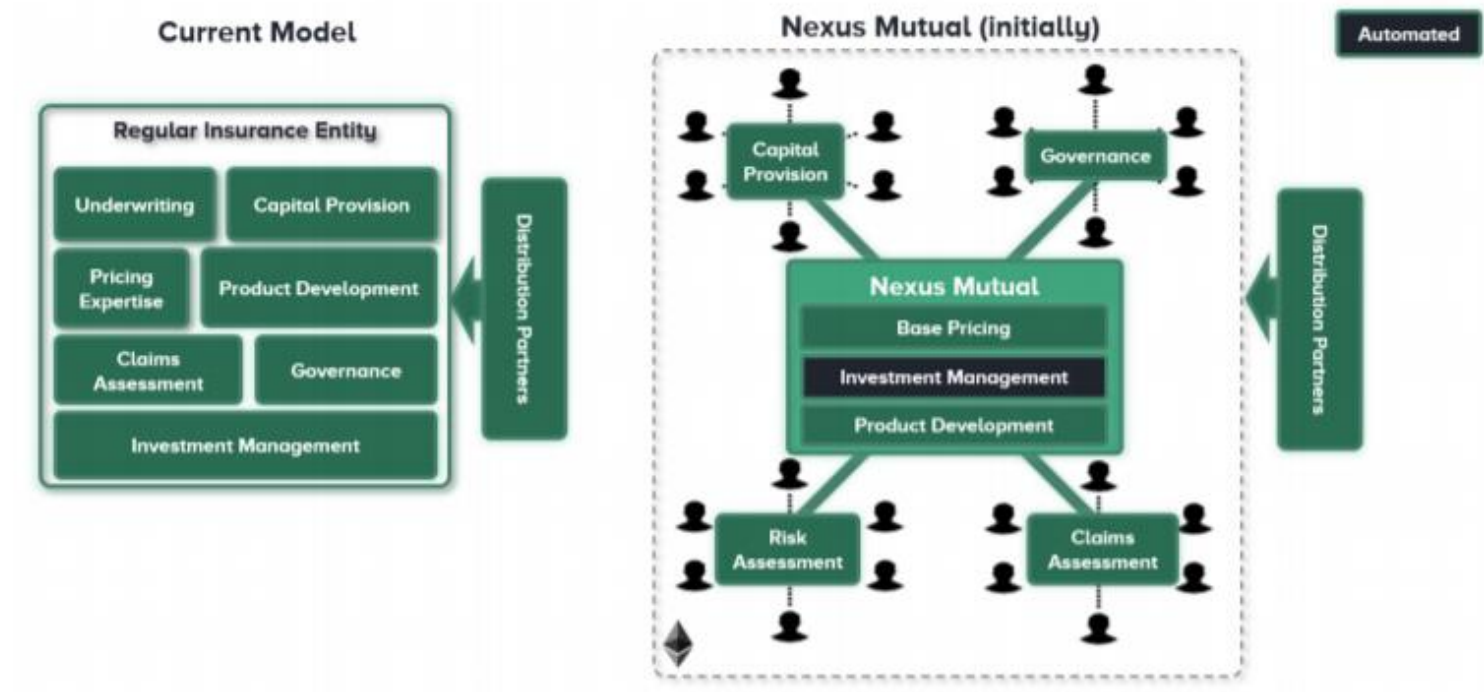 Current Model
Regular Insurance Entity
Underwriting
Capital Provision
Pricing
Expertise
Product Development
Claims
Assessment
Governance
Investment Management
Distribution Partners
Nexus Mutual (initially)
Automated
Capital
Provision
Governance
Nexus Mutual
Base Pricing
Investment Management
Product Development
Risk
Assessment
Claims
Assessment
Distribution Partners